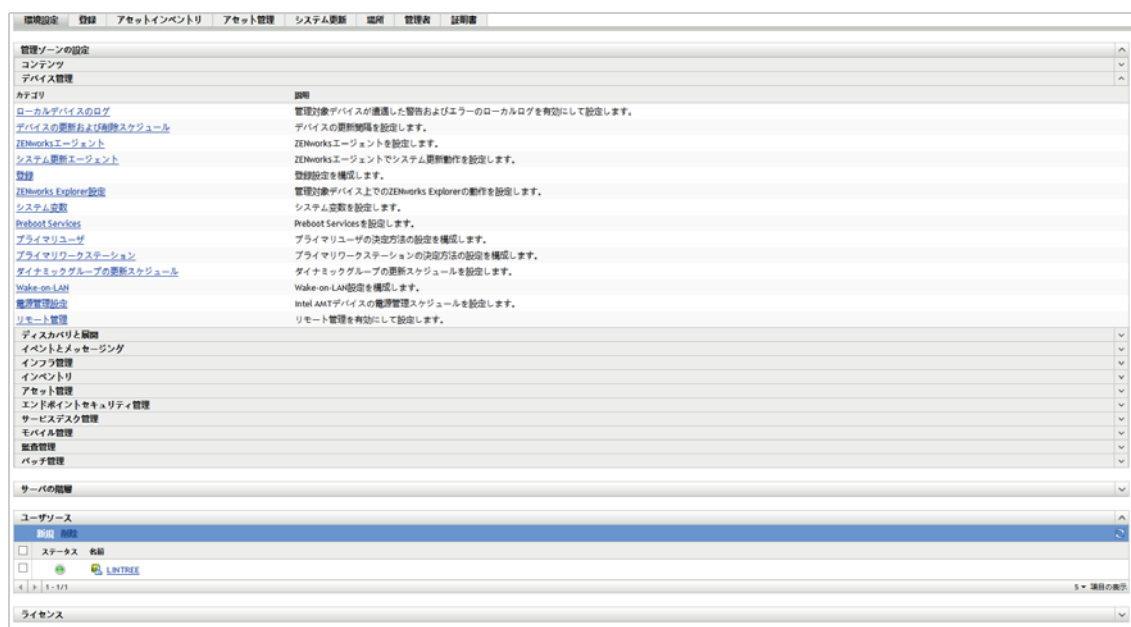 環境設定 登録 アセットインベントリ アセット管理 システム更新 場所 管理者 証明書
管理ゾーンの設定
コンテンツ
デバイス管理
カテゴリ 説明
ローカルデバイスのログ 管理対象デバイスが遭遇した警告およびエラーのローカルログを有効にして設定します。
デバイスの更新および削除スケジュール デバイスの更新間隔を設定します。
ZENworksエージェント ZENworksエージェントを設定します。
システム更新エージェント ZENworksエージェントでシステム更新動作を設定します。
登録 登録設定を構成します。
ZENworks Explorer設定 管理対象デバイス上でのZENworks Explorerの動作を設定します。
システム変数 システム変数を設定します。
Preboot Services Preboot Servicesを設定します。
プライマリユーザ プライマリユーザの決定方法の設定を構成します。
プライマリワークステーション プライマリワークステーションの決定方法の設定を構成します。
ダイナミックグループの更新スケジュール ダイナミックグループの更新スケジュールを設定します。
Wake-on-LAN Wake-on-LAN設定を構成します。
電源管理設定 Intel AMTデバイスの電源管理スケジュールを設定します。
リモート管理 リモート管理を有効にして設定します。
ディスカバリと展開
イベントとメッセージング
インフラ管理
インベントリ
アセット管理
エンドポイントセキュリティ管理
サービスデスク管理
モバイル管理
監査管理
パッチ管理
サーバの階層
ユーザソース
新規 削除
ステータス 名前
LINTREE
1 - 1/1 5 項目の表示
ライセンス